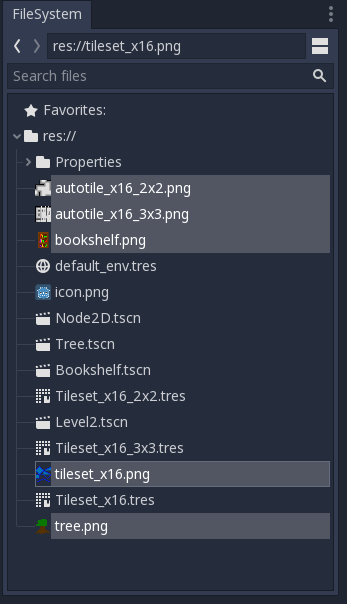 FileSystem
res://tileset_x16.png
Search files
Favorites:
res://
Properties
autotile_x16_2x2.png
autotile_x16_3x3.png
bookshelf.png
default_env.tres
icon.png
Node2D.tscn
Tree.tscn
Bookshelf.tscn
Tileset_x16_2x2.tres
Level2.tscn
Tileset_x16_3x3.tres
tileset_x16.png
Tileset_x16.tres
tree.png